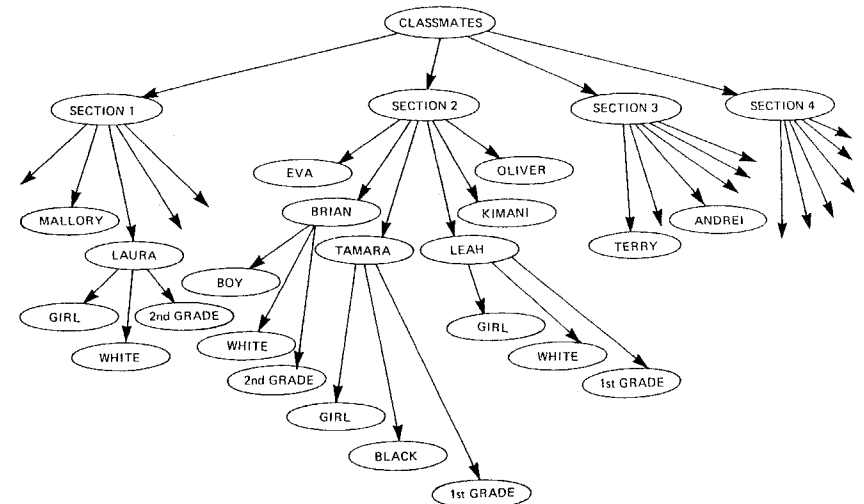 CLASSMATES
SECTION 1
SECTION 2
SECTION 3
SECTION 4
EVA
OLIVER
MALLORY
BRIAN
KIMANI
ANDREI
LAURA
TAMARA
LEAH
TERRY
BOY
GIRL
2nd GRADE
WHITE
WHITE
2nd GRADE
GIRL
WHITE
1st GRADE
GIRL
BLACK
1st GRADE